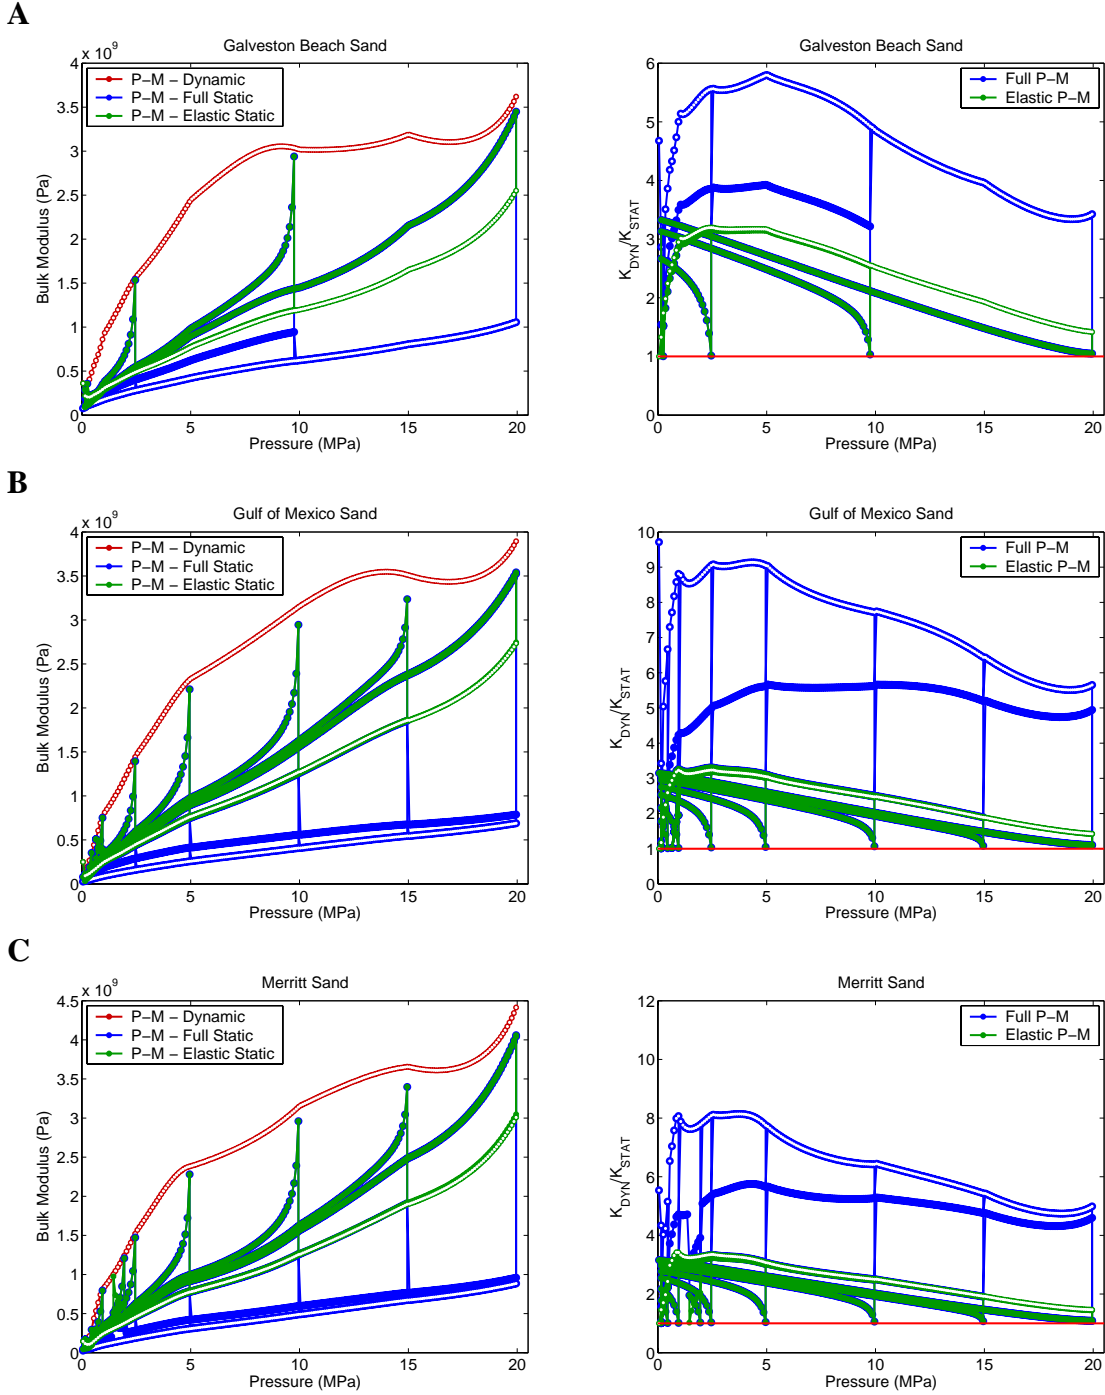 A
Galveston Beach Sand
x 10^9
P-M - Dynamic
P-M - Full Static
P-M - Elastic Static
4
3.5
3
2.5
2
1.5
1
0.5
0
Bulk Modulus (Pa)
0 5 10 15 20
Pressure (MPa)
Galveston Beach Sand
Full P-M
Elastic P-M
6
5
4
3
2
1
0
K_DYN/K_STAT
0 5 10 15 20
Pressure (MPa)
B
Gulf of Mexico Sand
x 10^9
P-M - Dynamic
P-M - Full Static
P-M - Elastic Static
4
3.5
3
2.5
2
1.5
1
0.5
0
Bulk Modulus (Pa)
0 5 10 15 20
Pressure (MPa)
Gulf of Mexico Sand
Full P-M
Elastic P-M
10
9
8
7
6
5
4
3
2
1
0
K_DYN/K_STAT
0 5 10 15 20
Pressure (MPa)
C
Merritt Sand
x 10^9
P-M - Dynamic
P-M - Full Static
P-M - Elastic Static
4.5
4
3.5
3
2.5
2
1.5
1
0.5
0
Bulk Modulus (Pa)
0 5 10 15 20
Pressure (MPa)
Merritt Sand
Full P-M
Elastic P-M
12
10
8
6
4
2
0
K_DYN/K_STAT
0 5 10 15 20
Pressure (MPa)